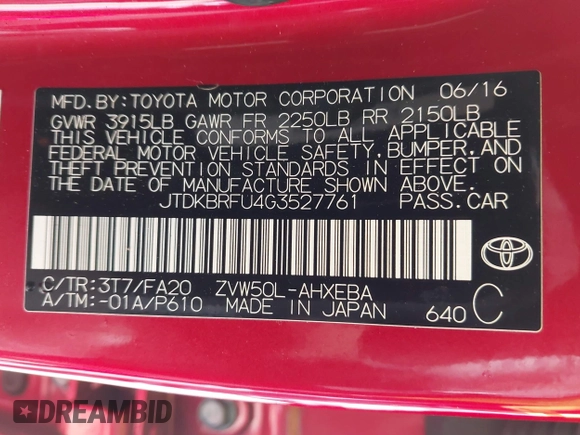 MFD. BY: TOYOTA MOTOR CORPORATION 06/16
GVWR 3915LB GAWR FR 2250LB RR 2150LB
THIS VEHICLE CONFORMS TO ALL APPLICABLE
FEDERAL MOTOR VEHICLE SAFETY, BUMPER, AND
THEFT PREVENTION STANDARDS IN EFFECT ON
THE DATE OF MANUFACTURE SHOWN ABOVE.
JTDKBRFU4G3527761 PASS. CAR
C/TR: 3T7/FA20 ZVW50L-AHXEBA
A/TM: -01A/P610 MADE IN JAPAN 640 C
TOYOTA
DREAMBID